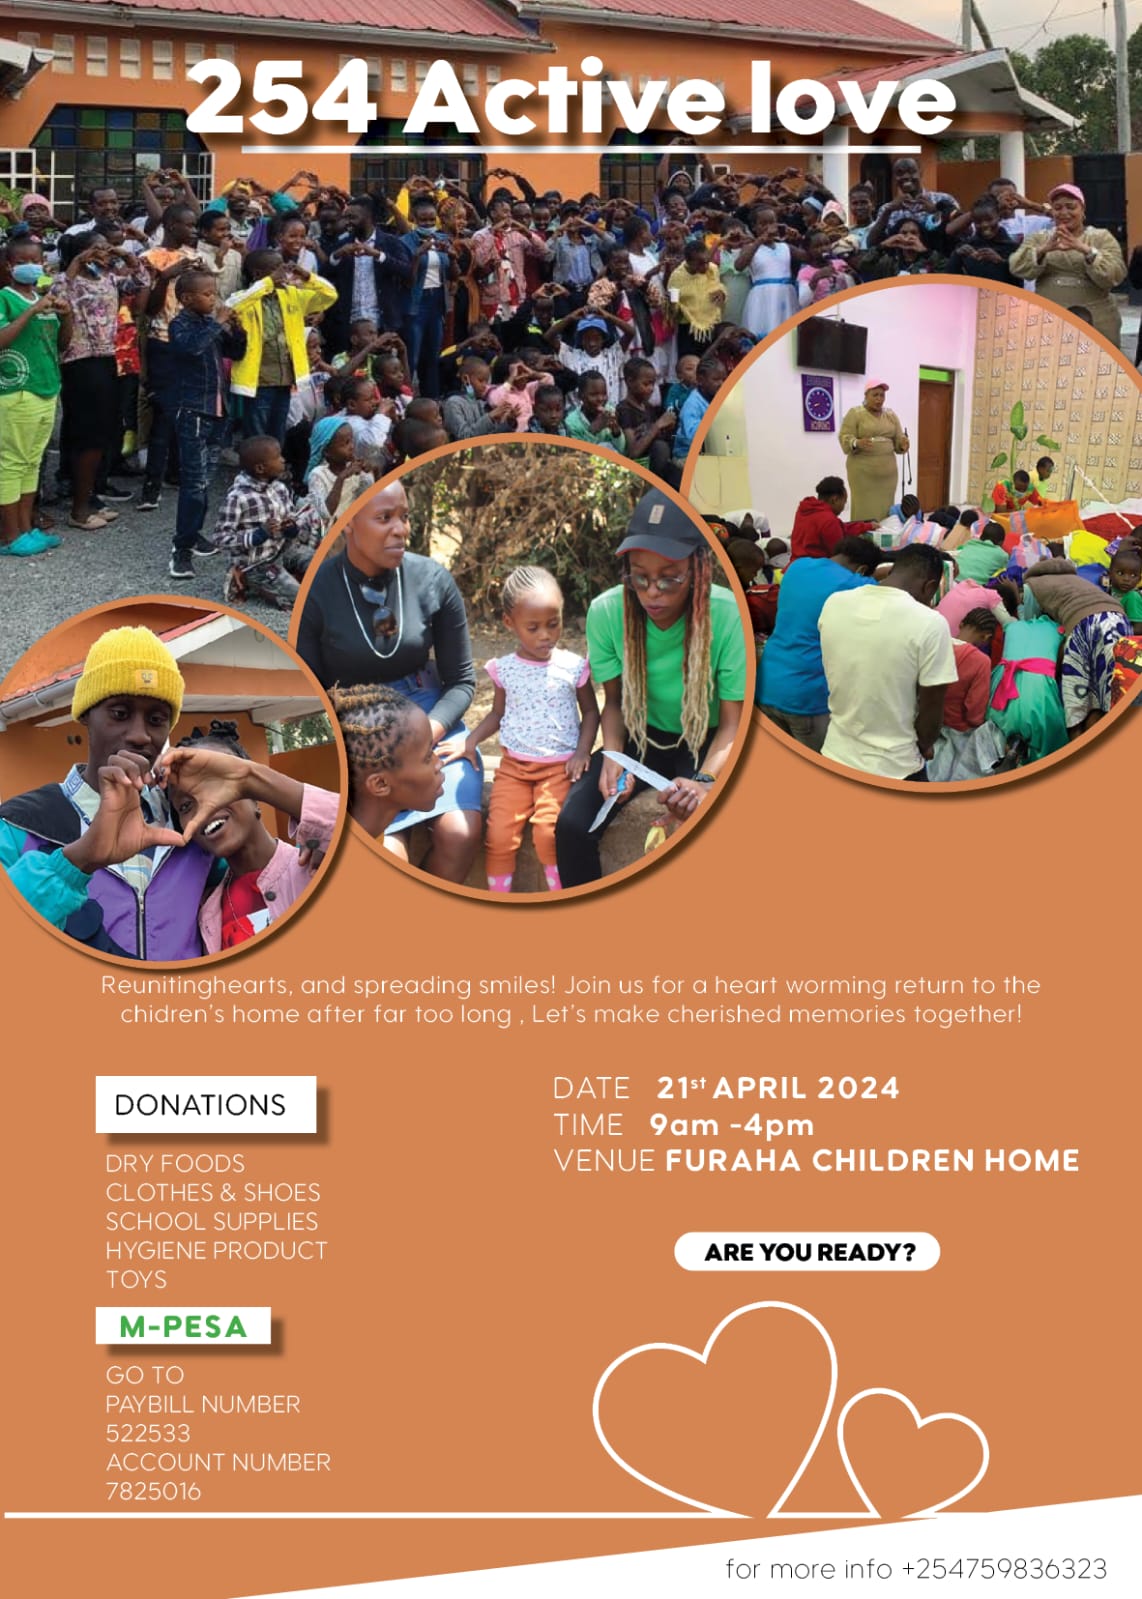 254 Active love
Reunitinghearts, and spreading smiles! Join us for a heart worming return to the
chidren's home after far too long , Let's make cherished memories together!
DONATIONS
DRY FOODS
CLOTHES & SHOES
SCHOOL SUPPLIES
HYGIENE PRODUCT
TOYS
M-PESA
GO TO
PAYBILL NUMBER
522533
ACCOUNT NUMBER
7825016
DATE 21st APRIL 2024
TIME 9am -4pm
VENUE FURAHA CHILDREN HOME
ARE YOU READY?
for more info +254759836323